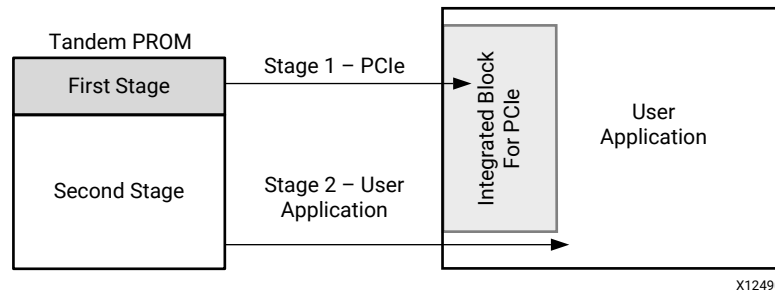 Tandem PROM
First Stage
Second Stage
Stage 1 – PCIe
Stage 2 – User
Application
Integrated Block
For PCIe
User
Application
X1249